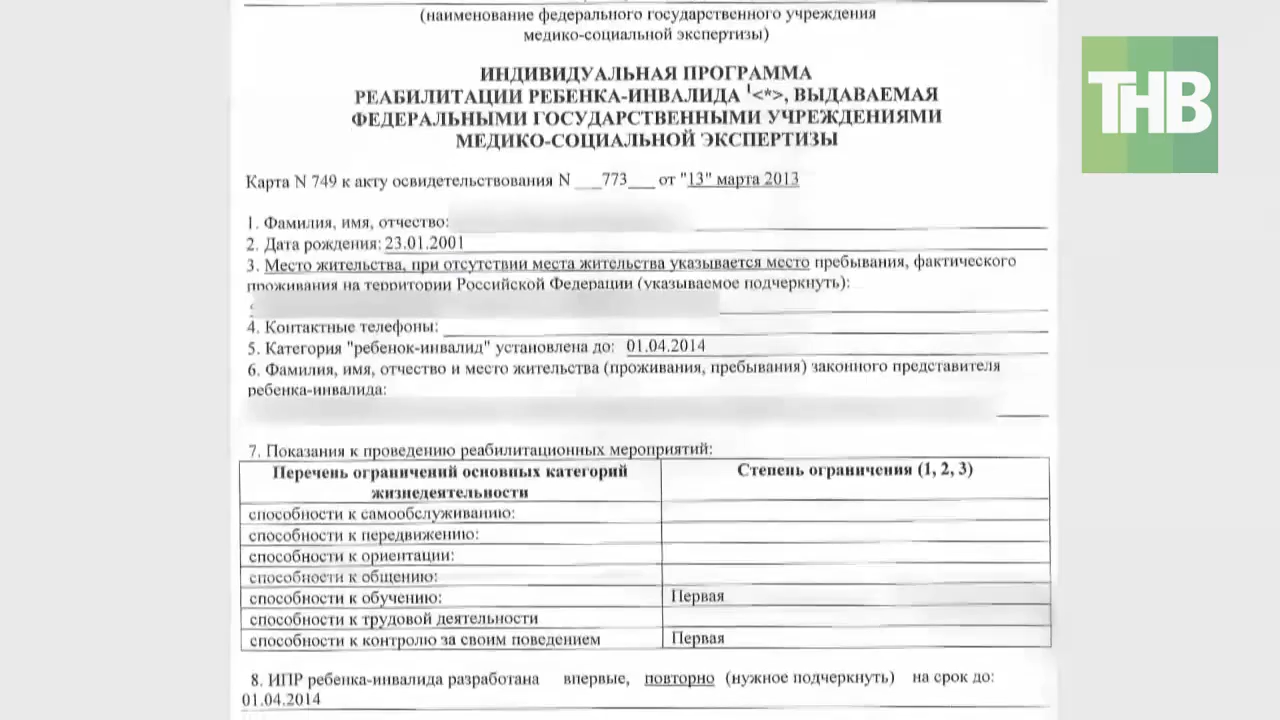 (наименование федерального государственного учреждения
медико-социальной экспертизы)
ТНВ
ИНДИВИДУАЛЬНАЯ ПРОГРАММА
РЕАБИЛИТАЦИИ РЕБЕНКА-ИНВАЛИДА ¹<*>, ВЫДАВАЕМАЯ
ФЕДЕРАЛЬНЫМИ ГОСУДАРСТВЕННЫМИ УЧРЕЖДЕНИЯМИ
МЕДИКО-СОЦИАЛЬНОЙ ЭКСПЕРТИЗЫ
Карта N 749 к акту освидетельствования N ___773___ от "13" марта 2013
1. Фамилия, имя, отчество:
2. Дата рождения: 23.01.2001
3. Место жительства, при отсутствии места жительства указывается место пребывания, фактического
проживания на территории Российской Федерации (указываемое подчеркнуть):
4. Контактные телефоны:
5. Категория "ребенок-инвалид" установлена до: 01.04.2014
6. Фамилия, имя, отчество и место жительства (проживания, пребывания) законного представителя
ребенка-инвалида:
7. Показания к проведению реабилитационных мероприятий:
Перечень ограничений основных категорий Степень ограничения (1, 2, 3)
жизнедеятельности
способности к самообслуживанию:
способности к передвижению:
способности к ориентации:
способности к общению:
способности к обучению: Первая
способности к трудовой деятельности
способности к контролю за своим поведением Первая
8. ИПР ребенка-инвалида разработана впервые, повторно (нужное подчеркнуть) на срок до:
01.04.2014